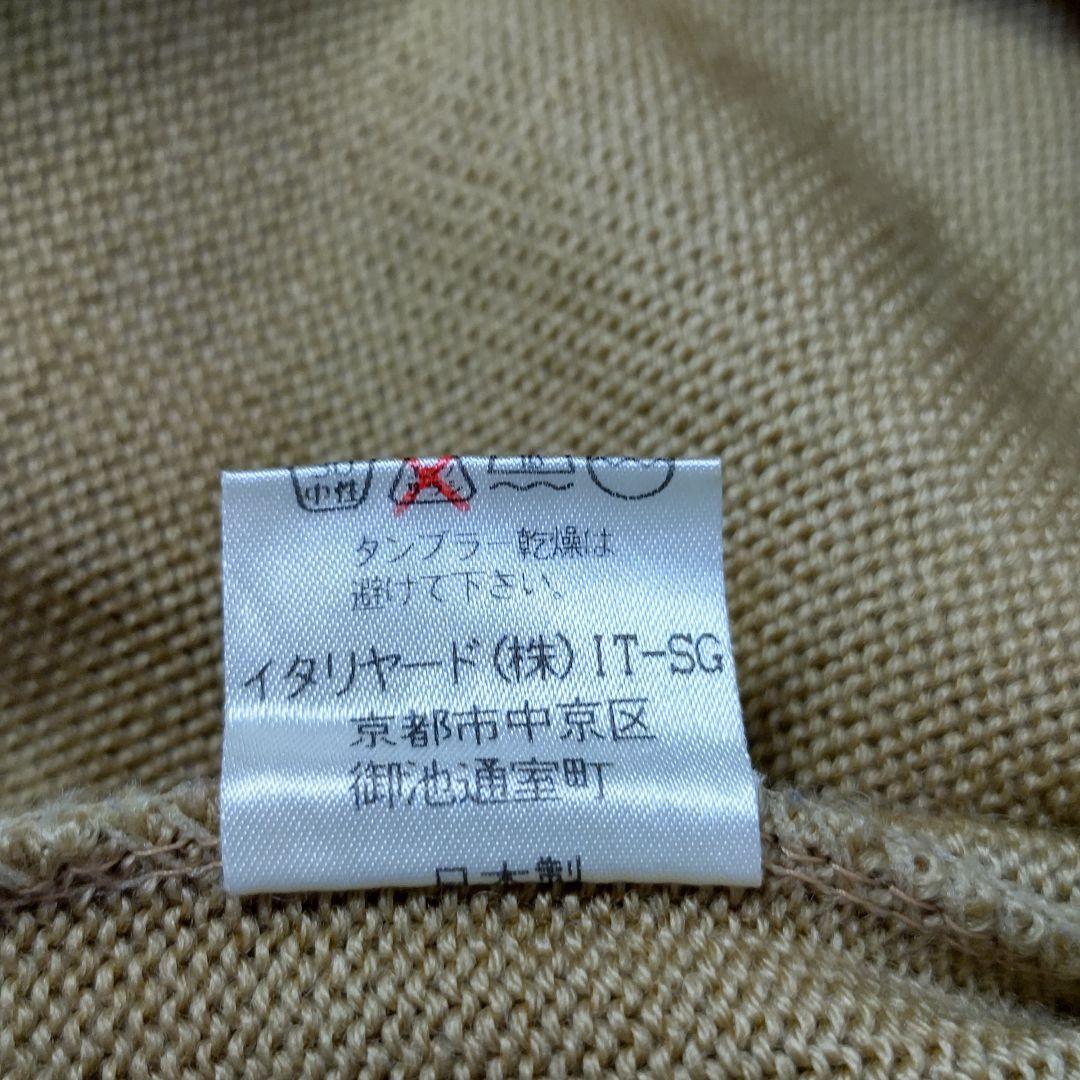 中性
タンブラー乾燥は
避けて下さい。
イタリヤード(株)IT-SG
京都市中京区
御池通室町
日本製